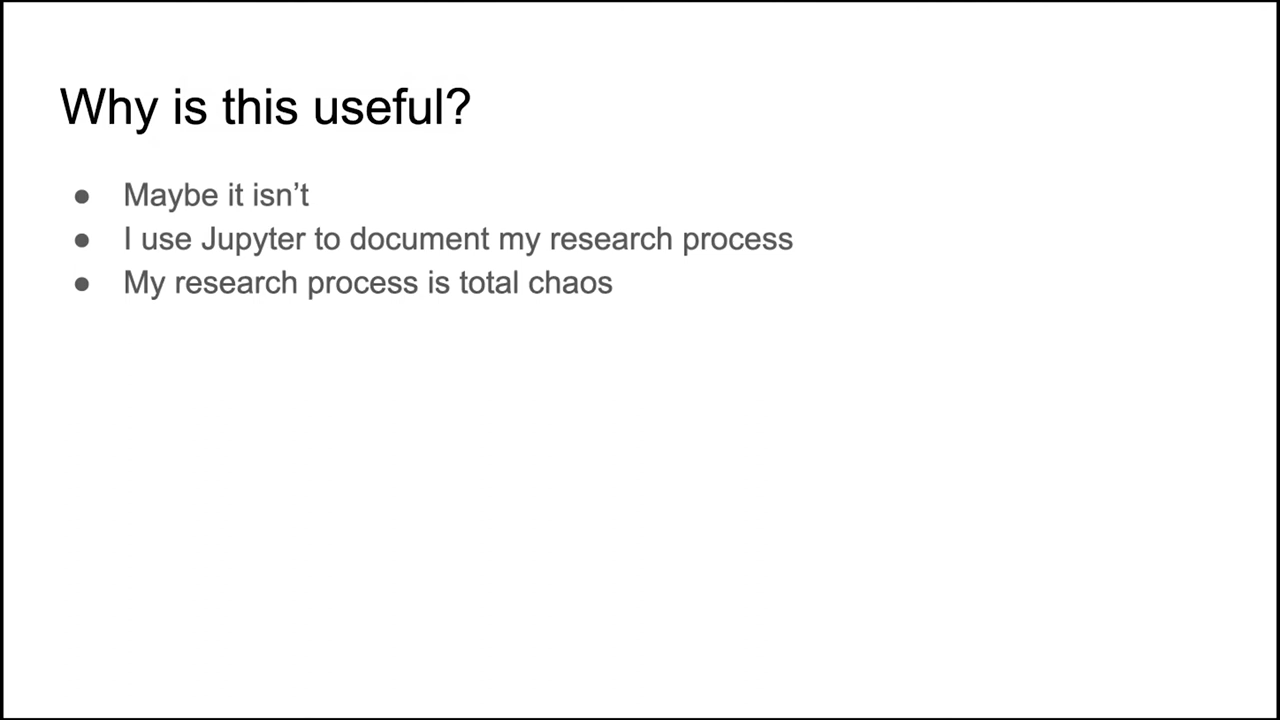 Why is this useful?
● Maybe it isn’t
● I use Jupyter to document my research process
● My research process is total chaos